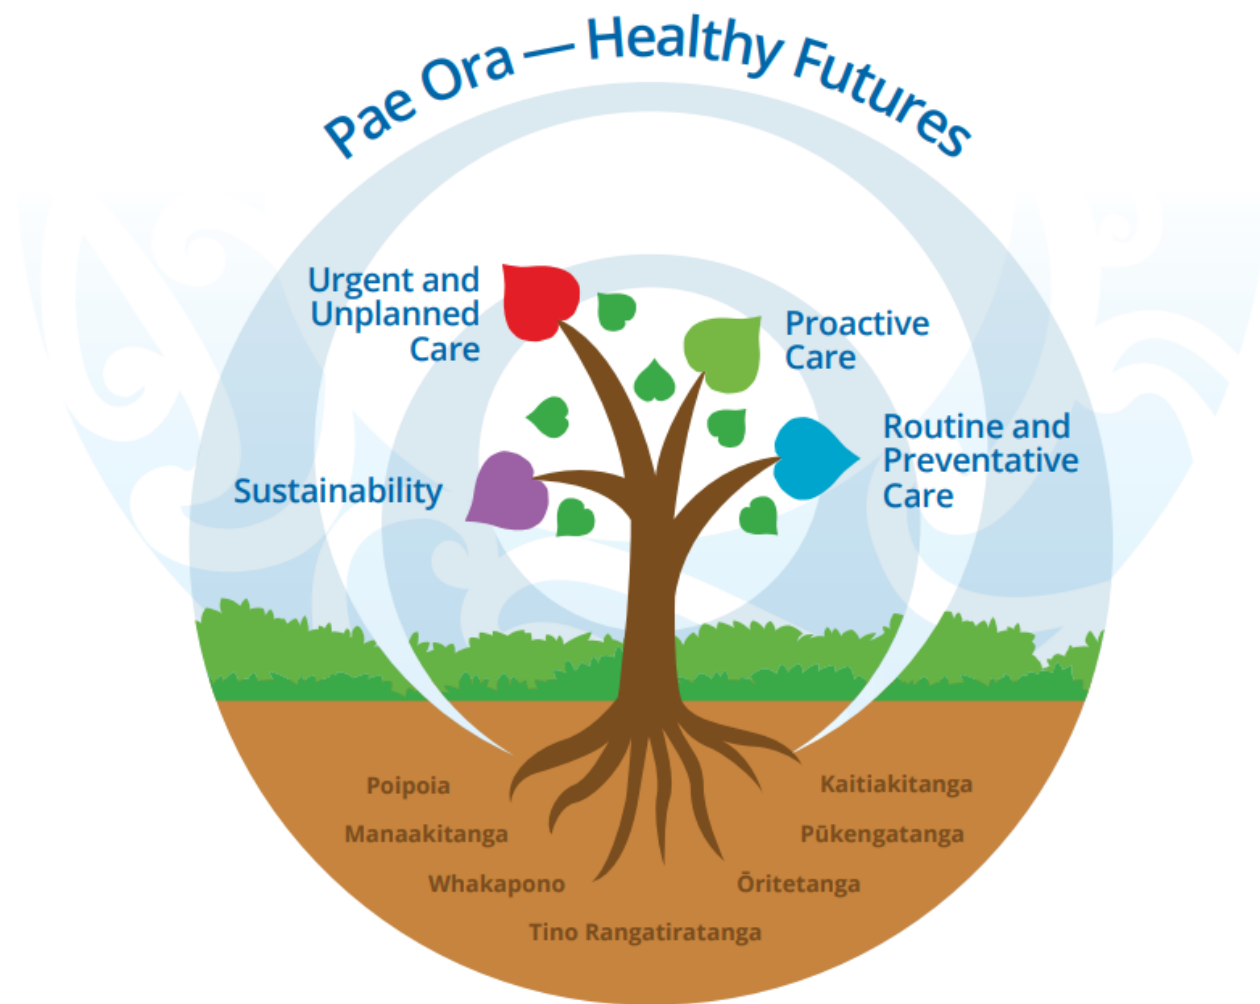 Pae Ora — Healthy Futures
Urgent and
Unplanned
Care
Proactive
Care
Routine and
Preventative
Care
Sustainability
Poipoia
Kaitiakitanga
Manaakitanga
Pūkengatanga
Whakapono
Ōritetanga
Tino Rangatiratanga